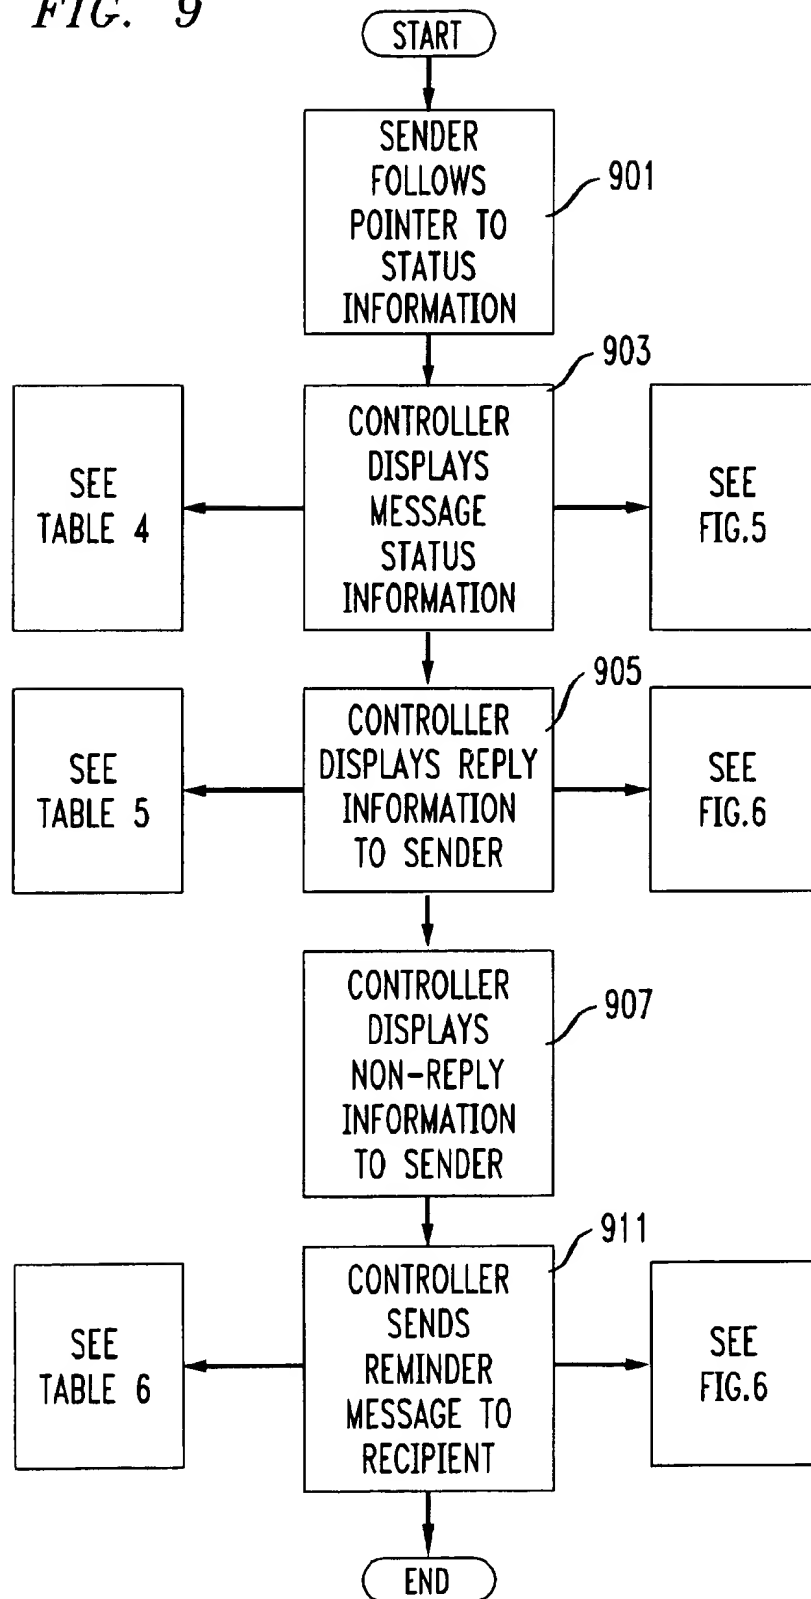 FIG. 9
START
SENDER
FOLLOWS
POINTER TO
STATUS
INFORMATION
901
903
SEE
TABLE 4
CONTROLLER
DISPLAYS
MESSAGE
STATUS
INFORMATION
SEE
FIG.5
905
SEE
TABLE 5
CONTROLLER
DISPLAYS REPLY
INFORMATION
TO SENDER
SEE
FIG.6
CONTROLLER
DISPLAYS
NON-REPLY
INFORMATION
TO SENDER
907
911
SEE
TABLE 6
CONTROLLER
SENDS
REMINDER
MESSAGE TO
RECIPIENT
SEE
FIG.6
END